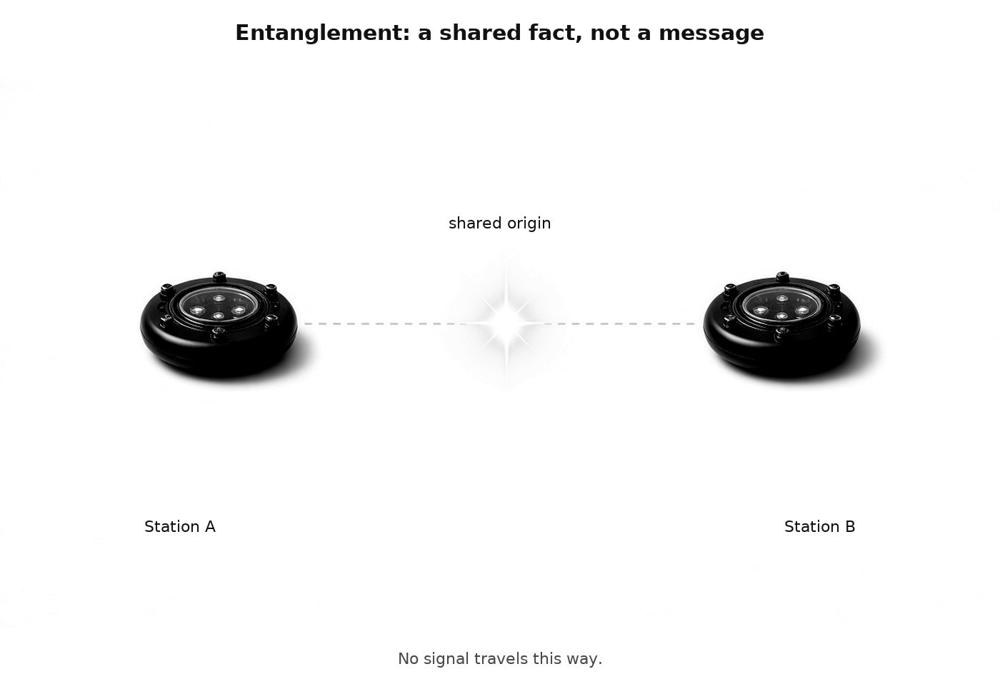 Entanglement: a shared fact, not a message
shared origin
Station A
Station B
No signal travels this way.